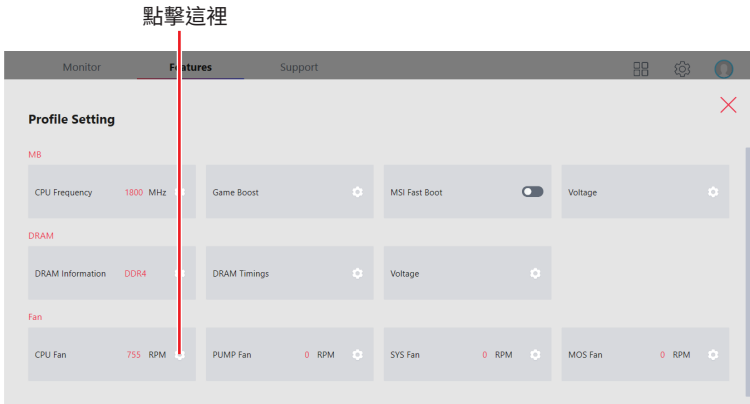 點擊這裡
Monitor Features Support
Profile Setting
MB
CPU Frequency 1800 MHz Game Boost MSI Fast Boot Voltage
DRAM
DRAM Information DDR4 DRAM Timings Voltage
Fan
CPU Fan 755 RPM PUMP Fan 0 RPM SYS Fan 0 RPM MOS Fan 0 RPM